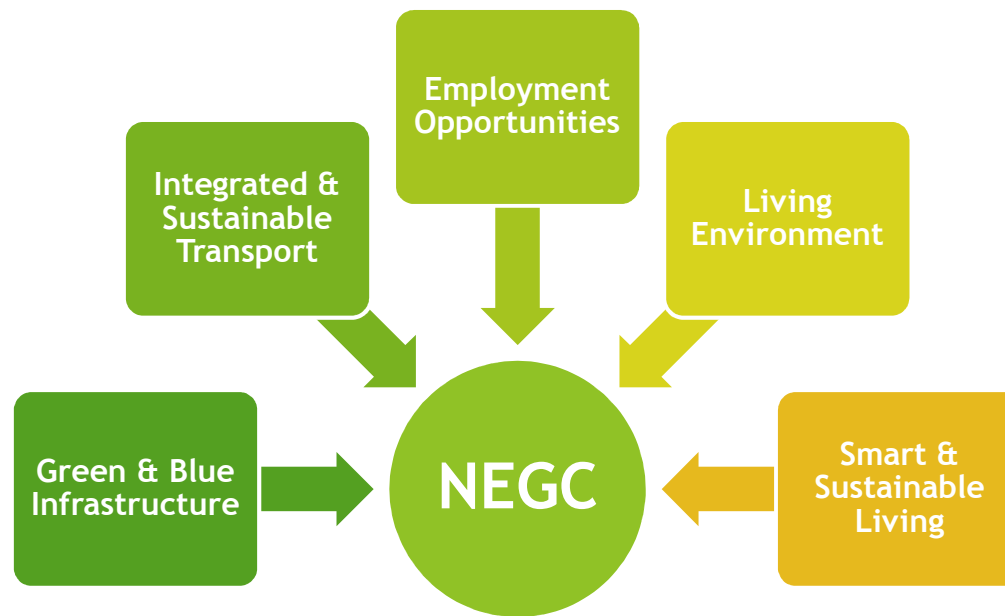 Employment
Opportunities
Integrated &
Sustainable
Transport
Living
Environment
Green & Blue
Infrastructure
NEGC
Smart &
Sustainable
Living